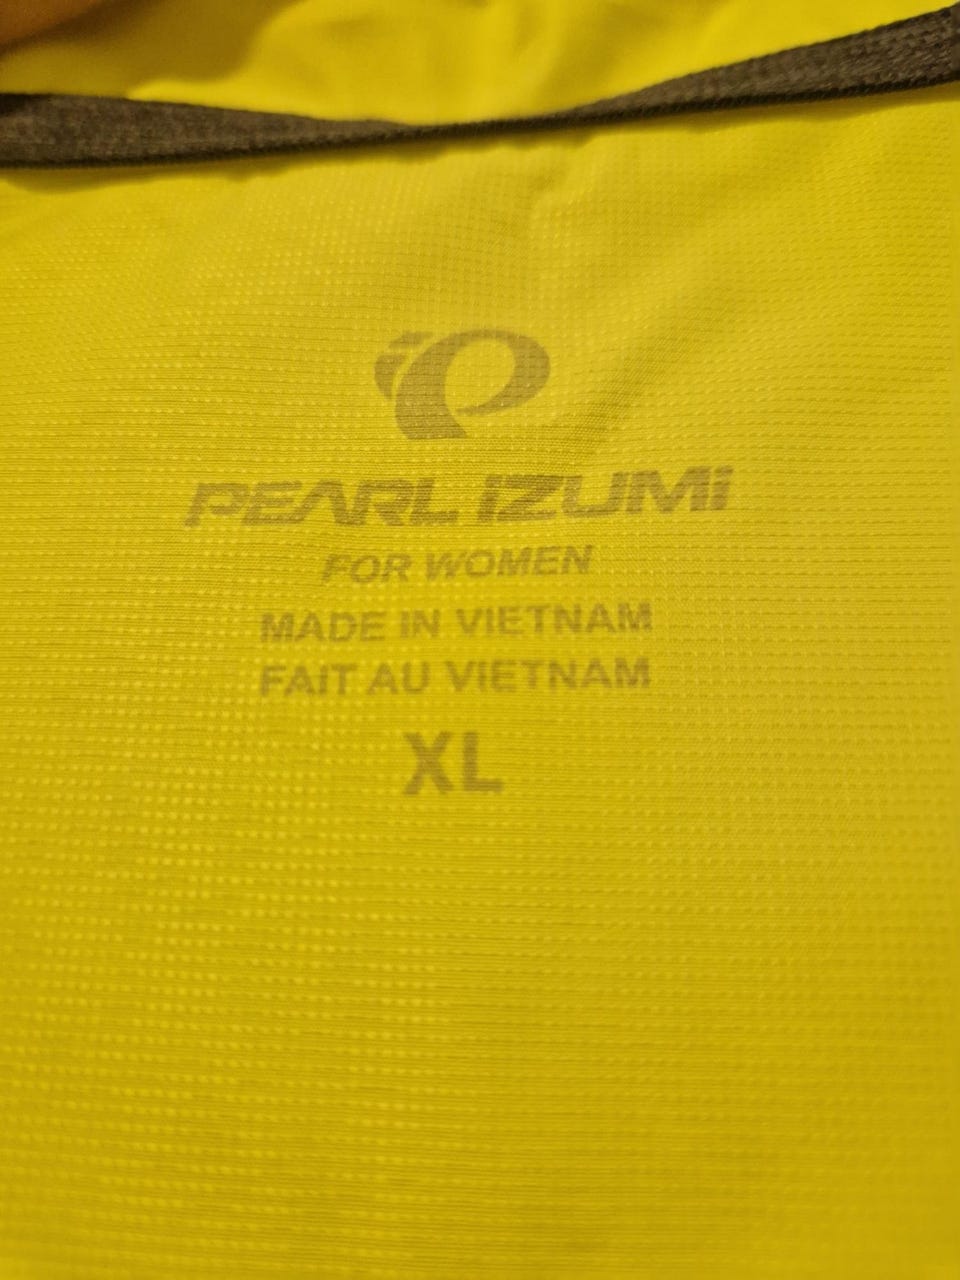 PEARL iZUMi
FOR WOMEN
MADE IN VIETNAM
FAIT AU VIETNAM
XL